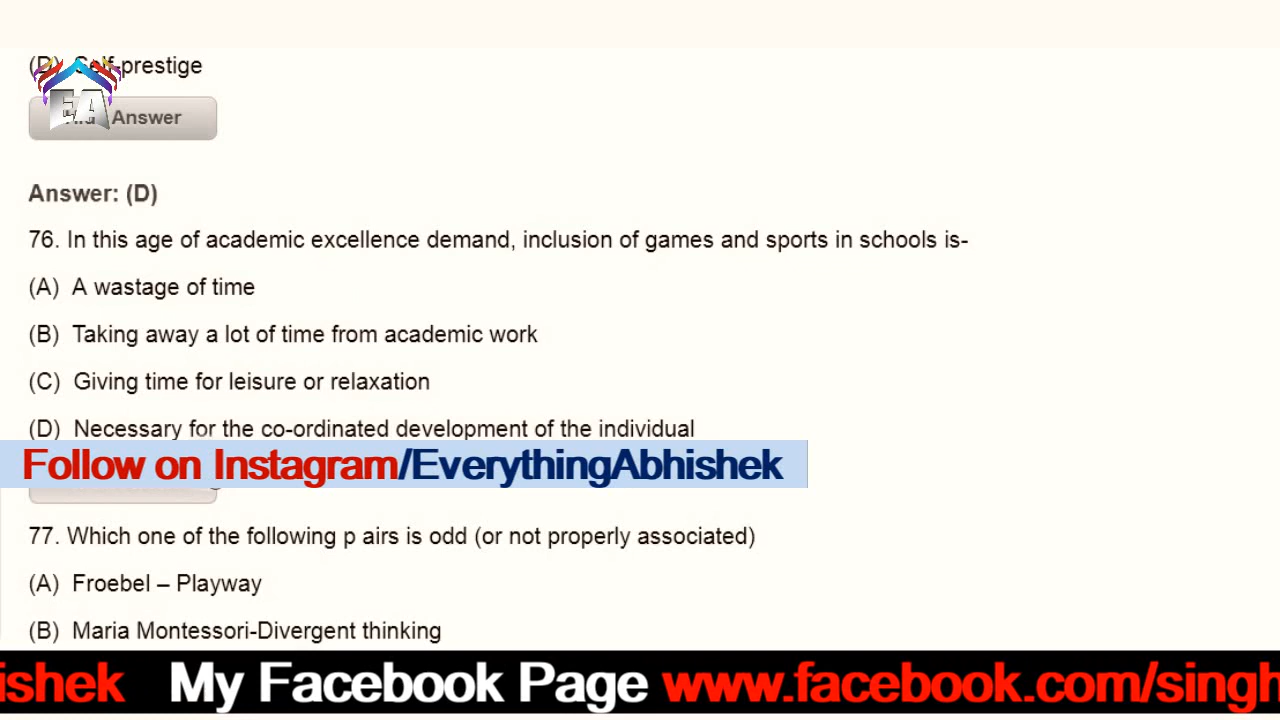 (D) Self-prestige
EA
Answer
Answer: (D)
76. In this age of academic excellence demand, inclusion of games and sports in schools is-
(A) A wastage of time
(B) Taking away a lot of time from academic work
(C) Giving time for leisure or relaxation
(D) Necessary for the co-ordinated development of the individual
Follow on Instagram/EverythingAbhishek
77. Which one of the following p airs is odd (or not properly associated)
(A) Froebel – Playway
(B) Maria Montessori-Divergent thinking
ishek My Facebook Page www.facebook.com/singh